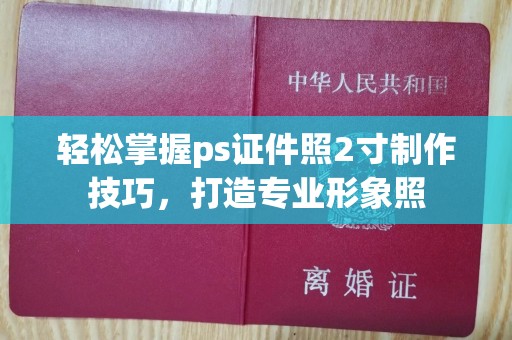 中华人民共和国
轻松掌握ps证件照2寸制作
技巧，打造专业形象照
离婚证